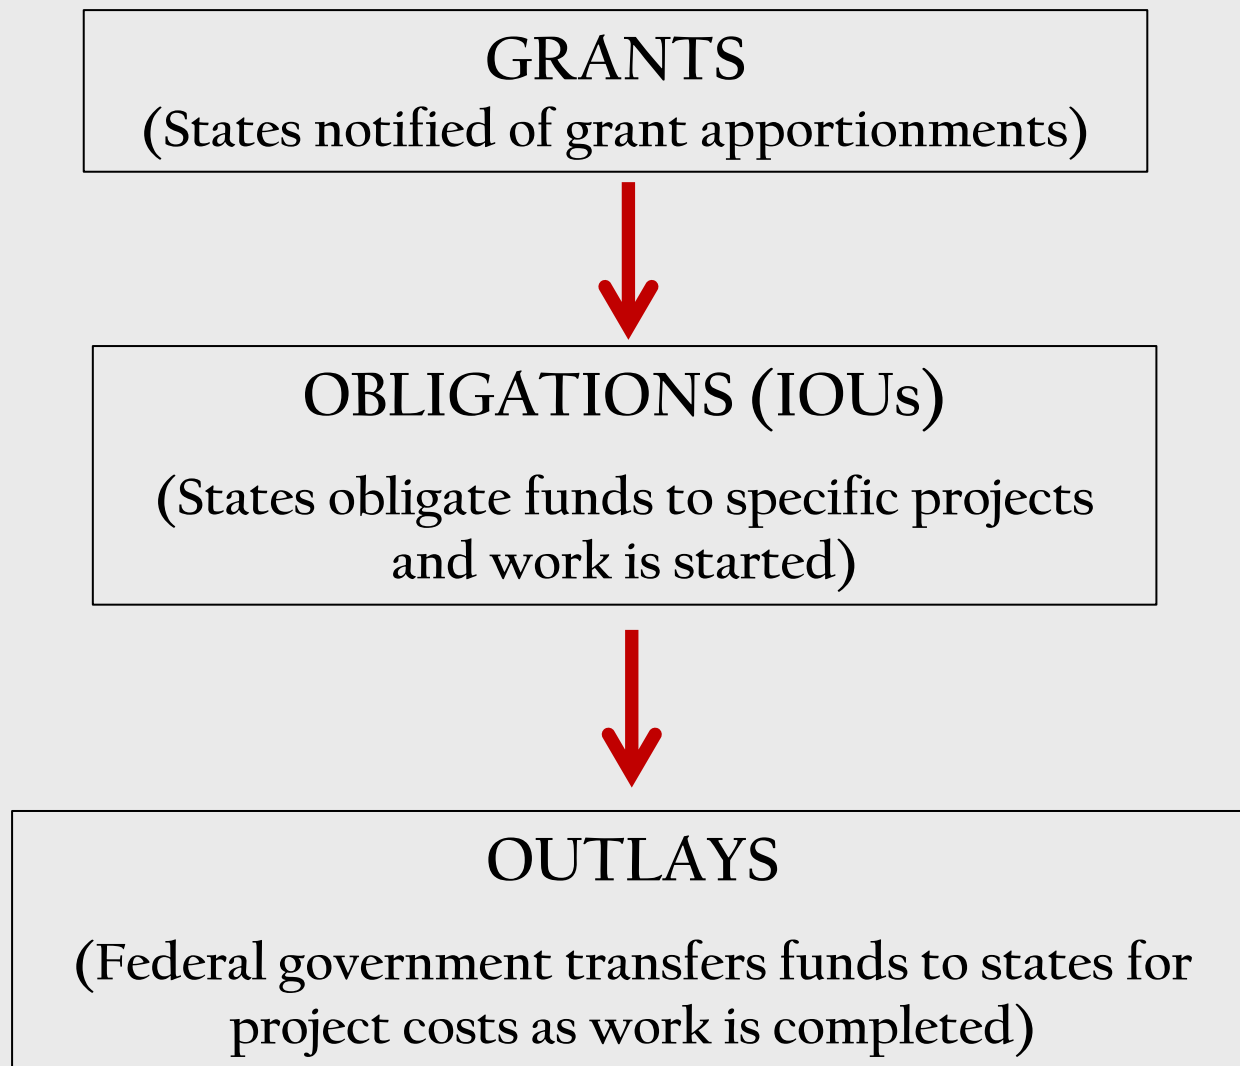 GRANTS
(States notified of grant apportionments)
OBLIGATIONS (IOUs)
(States obligate funds to specific projects
and work is started)
OUTLAYS
(Federal government transfers funds to states for
project costs as work is completed)